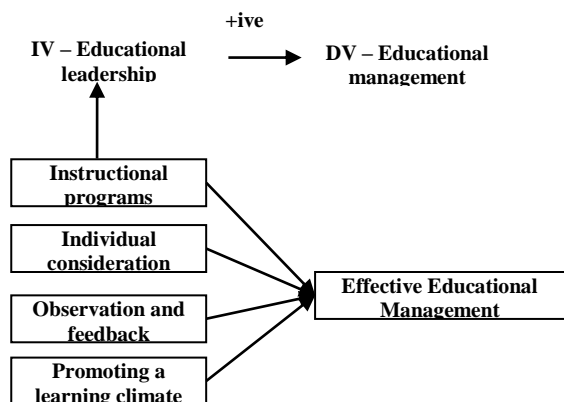 +ive
IV – Educational
leadership
DV – Educational
management
Instructional
programs
Individual
consideration
Observation and
feedback
Promoting a
learning climate
Effective Educational
Management